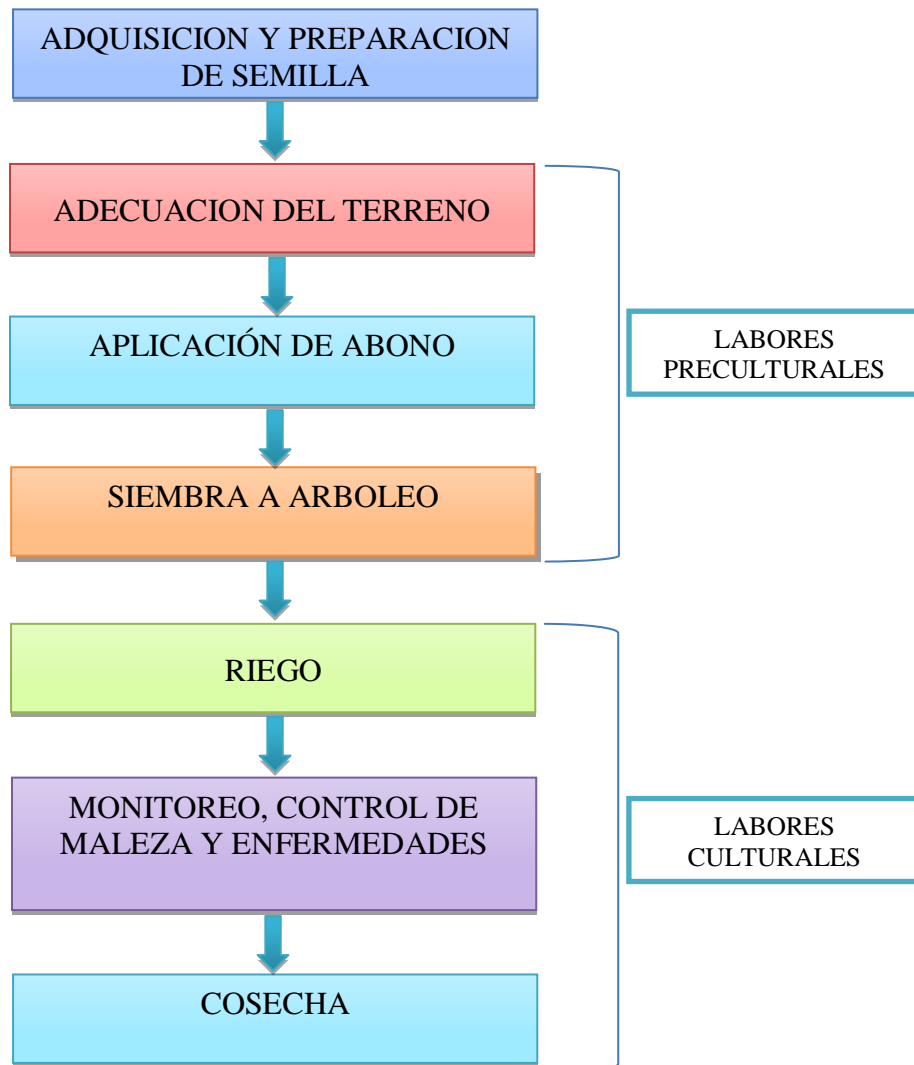 ADQUISICION Y PREPARACION
DE SEMILLA
ADECUACION DEL TERRENO
APLICACIÓN DE ABONO
LABORES
PRECULTURALES
SIEMBRA A ARBOLEO
RIEGO
MONITOREO, CONTROL DE
MALEZA Y ENFERMEDADES
LABORES
CULTURALES
COSECHA